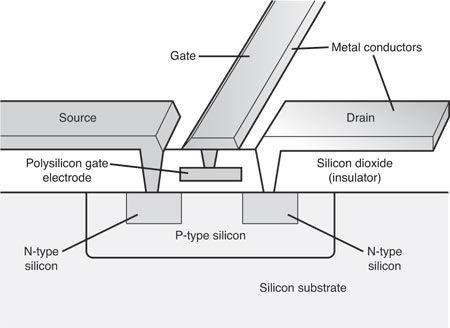 Gate
Metal conductors
Source
Drain
Polysilicon gate
electrode
Silicon dioxide
(insulator)
P-type silicon
N-type
silicon
N-type
silicon
Silicon substrate